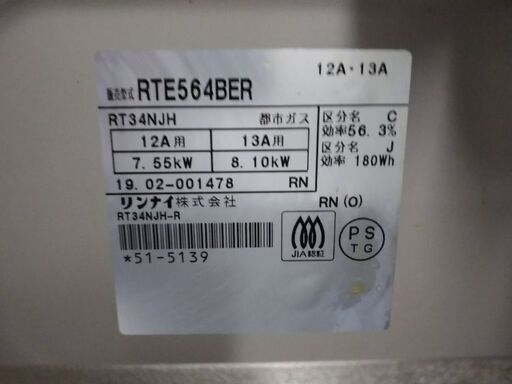 12A・13A
販売型式 RTE564BER
RT34NJH 都市ガス
12A用 13A用
7.55kW 8.10kW
区分名 C
効率56.3%
区分名 J
効率 180Wh
19.02-001478 RN
リンナイ株式会社
RN(O)
RT34NJH-R
JIA認証
PS
TG
*51-5139